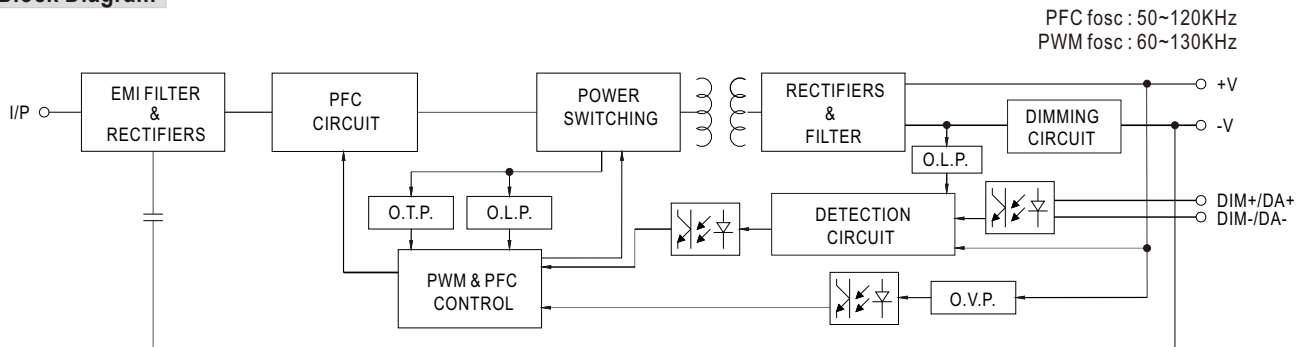 Block Diagram
PFC fosc : 50~120KHz
PWM fosc : 60~130KHz
I/P
EMI FILTER
&
RECTIFIERS
PFC
CIRCUIT
POWER
SWITCHING
RECTIFIERS
&
FILTER
DIMMING
CIRCUIT
+V
-V
O.L.P.
O.T.P.
O.L.P.
DETECTION
CIRCUIT
DIM+/DA+
DIM-/DA-
PWM & PFC
CONTROL
O.V.P.